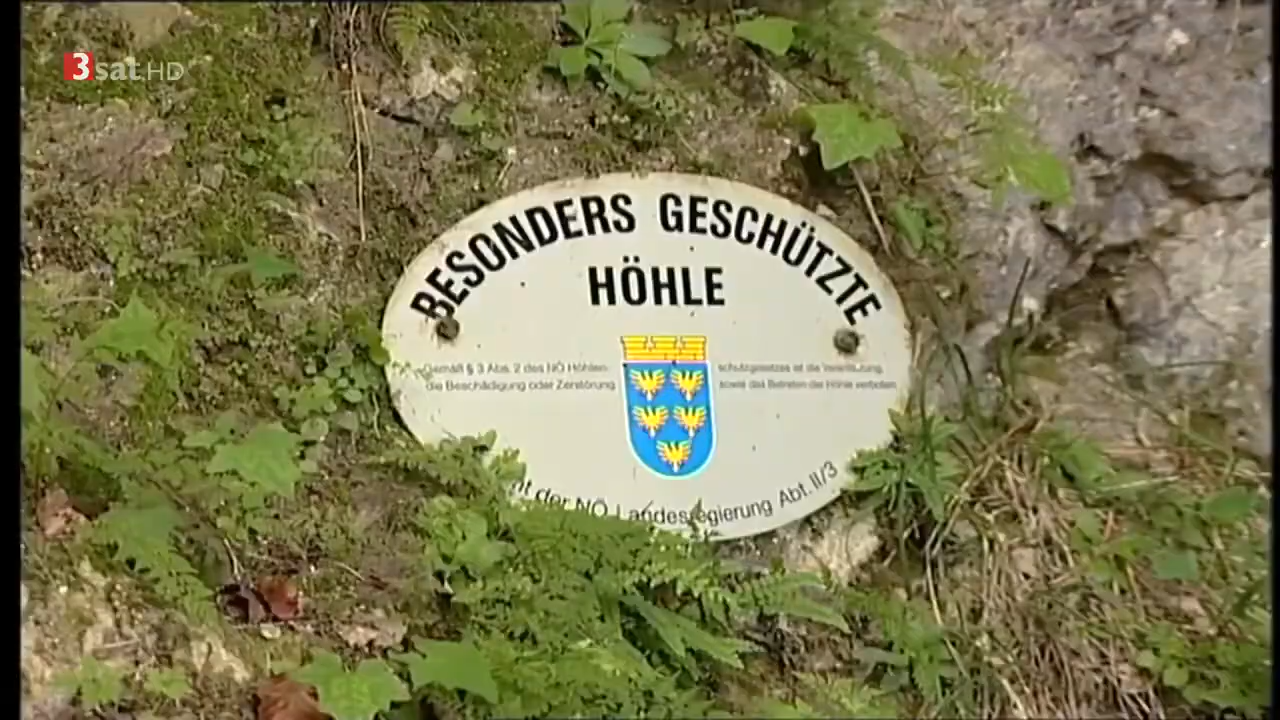 3sat.HD
BESONDERS GESCHÜTZTE
HÖHLE
Gemäß § 3 Abs. 2 des NÖ Höhlen- schutzgesetzes ist die
die Beschädigung oder Zerstörung, sowie das Betreten der Höhle verboten.
der NÖ Landesregierung Abt. II/3